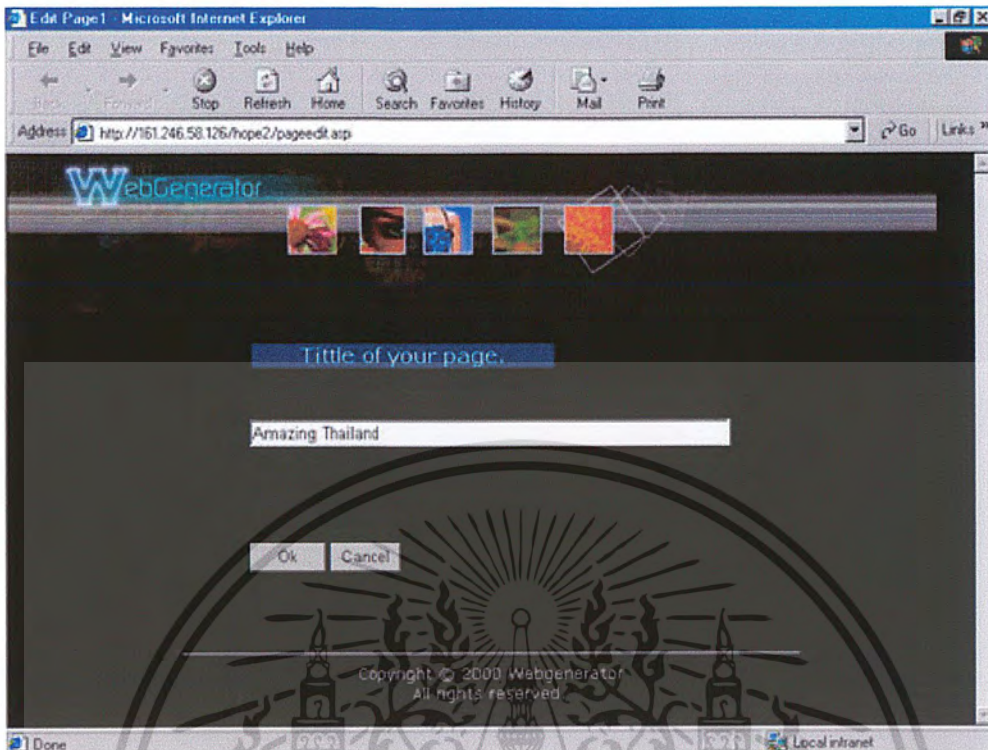 Edit Page1 - Microsoft Internet Explorer
File Edit View Favorites Tools Help
Back Forward Stop Refresh Home Search Favorites History Mail Print
Address http://161.246.58.126/hope2/pageedit.asp Go Links »
WebGenerator
Tittle of your page.
Amazing Thailand
Ok Cancel
Copyright © 2000 Webgenerator
All rights reserved.
Done Local intranet